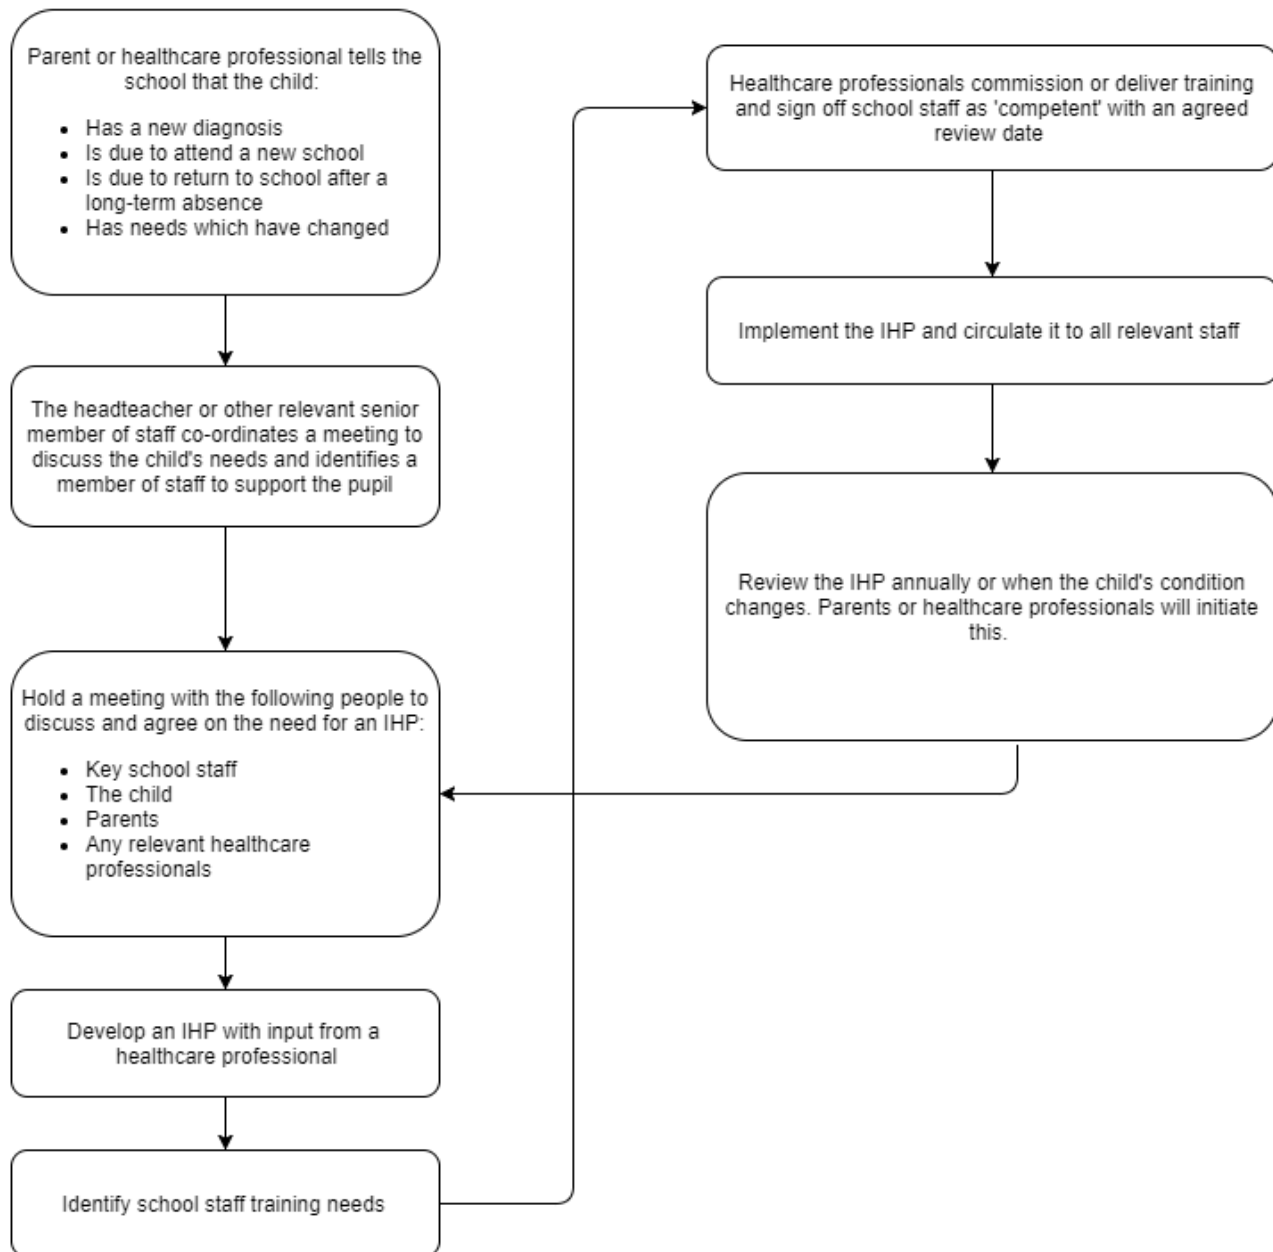 Parent or healthcare professional tells the
school that the child:
• Has a new diagnosis
• Is due to attend a new school
• Is due to return to school after a
long-term absence
• Has needs which have changed
The headteacher or other relevant senior
member of staff co-ordinates a meeting to
discuss the child's needs and identifies a
member of staff to support the pupil
Hold a meeting with the following people to
discuss and agree on the need for an IHP:
• Key school staff
• The child
• Parents
• Any relevant healthcare
professionals
Develop an IHP with input from a
healthcare professional
Identify school staff training needs
Healthcare professionals commission or deliver training
and sign off school staff as 'competent' with an agreed
review date
Implement the IHP and circulate it to all relevant staff
Review the IHP annually or when the child's condition
changes. Parents or healthcare professionals will initiate
this.